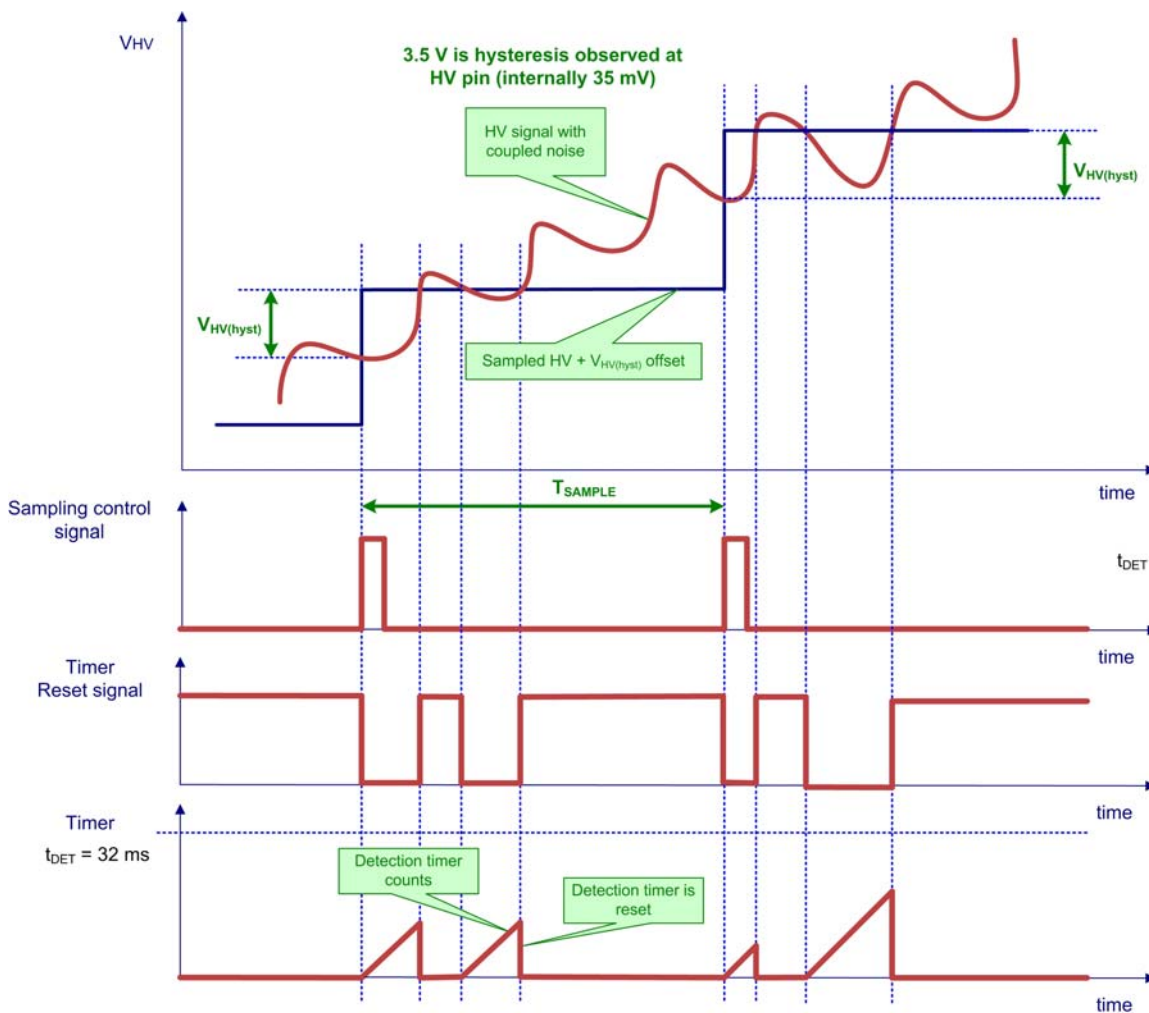 VHV
3.5 V is hysteresis observed at
HV pin (internally 35 mV)
HV signal with
coupled noise
VHV(hyst)
VHV(hyst)
Sampled HV + VHV(hyst) offset
time
TSAMPLE
Sampling control
signal
tDET
time
Timer
Reset signal
time
Timer
tDET = 32 ms
Detection timer
counts
Detection timer is
reset
time